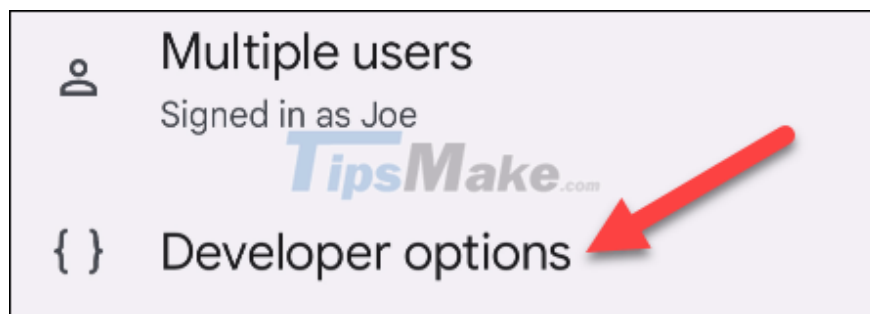 Multiple users
Signed in as Joe
TipsMake.com
{ } Developer options